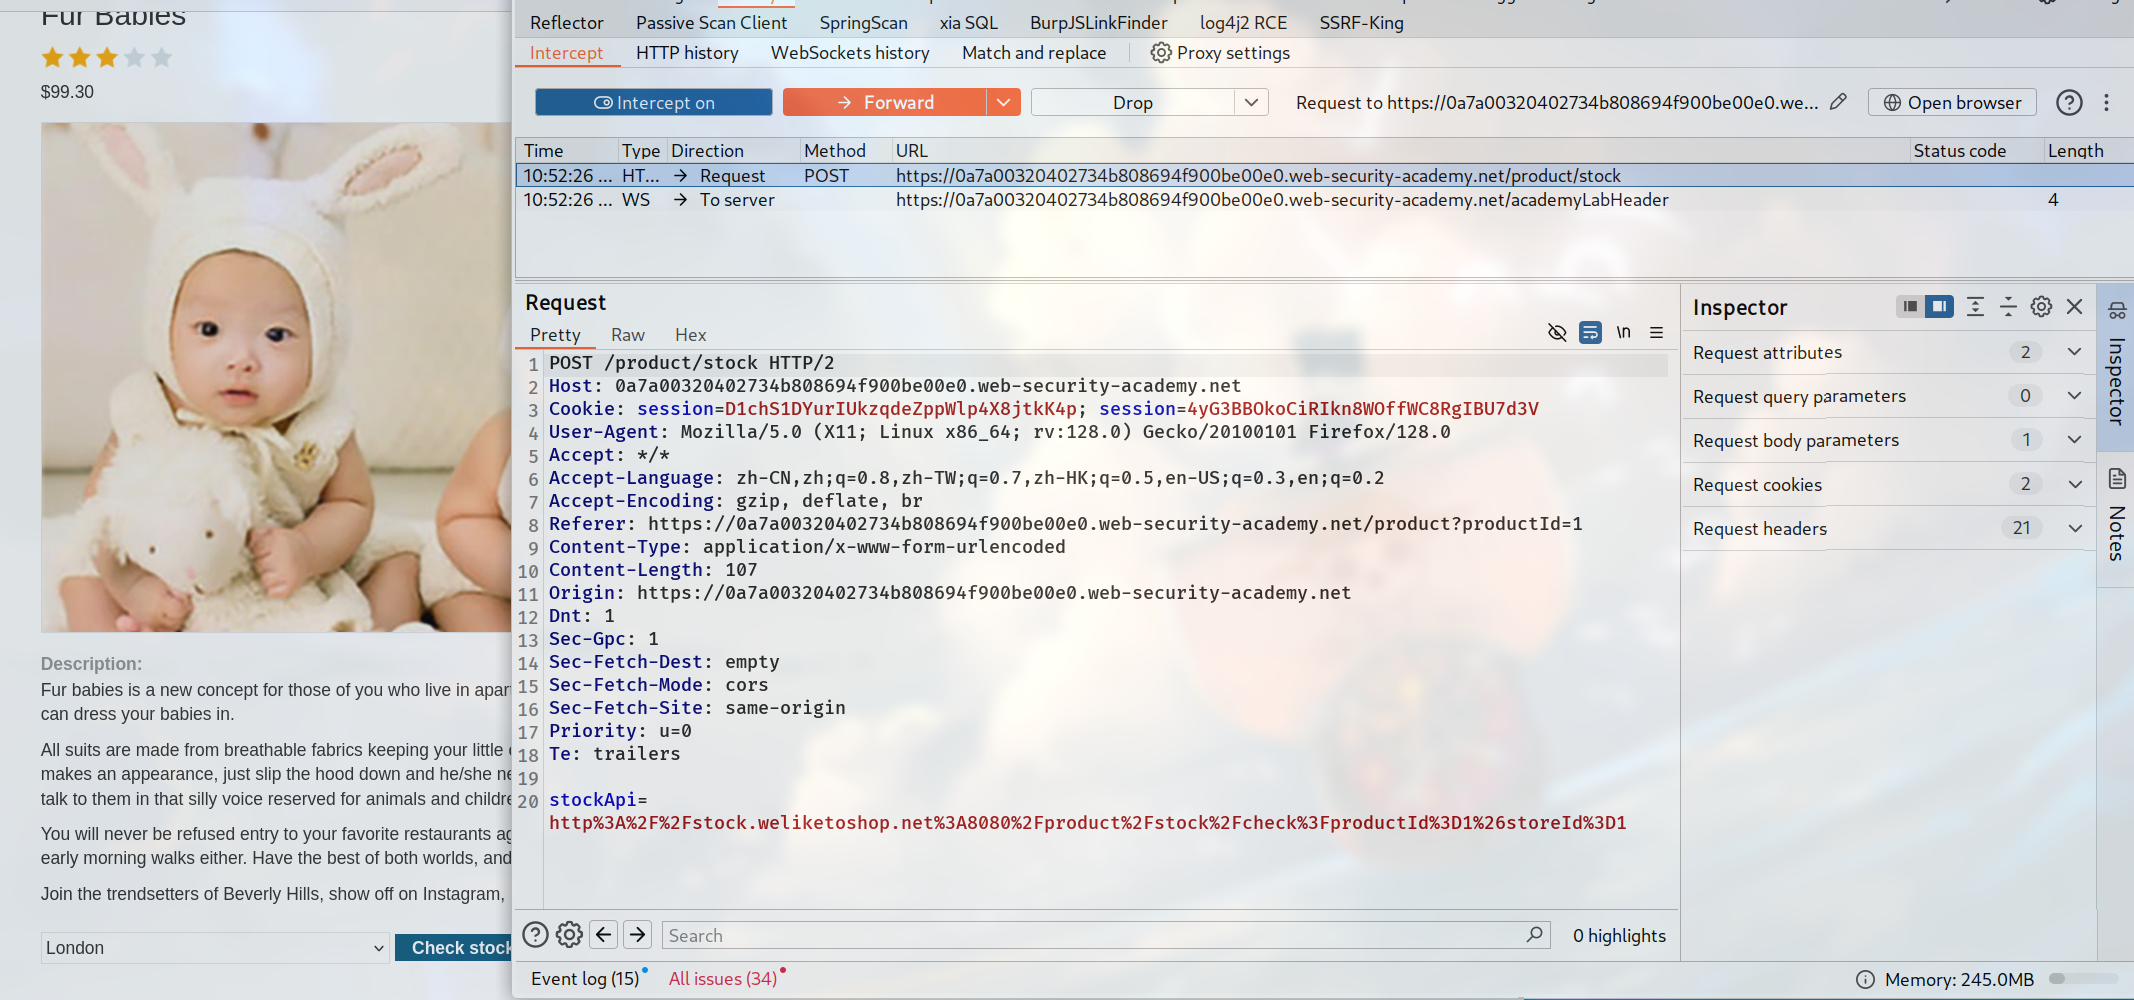 Fur Babies
$99.30
Description:
Fur babies is a new concept for those of you who live in apar
can dress your babies in.
All suits are made from breathable fabrics keeping your little
makes an appearance, just slip the hood down and he/she ne
talk to them in that silly voice reserved for animals and childre
You will never be refused entry to your favorite restaurants ag
early morning walks either. Have the best of both worlds, and
Join the trendsetters of Beverly Hills, show off on Instagram,
London Check stock
Reflector Passive Scan Client SpringScan xia SQL BurpJSLinkFinder log4j2 RCE SSRF-King
Intercept HTTP history WebSockets history Match and replace Proxy settings
Intercept on Forward Drop Request to https://0a7a00320402734b808694f900be00e0.we... Open browser
Time Type Direction Method URL Status code Length
10:52:26 ... HT... → Request POST https://0a7a00320402734b808694f900be00e0.web-security-academy.net/product/stock
10:52:26 ... WS → To server https://0a7a00320402734b808694f900be00e0.web-security-academy.net/academyLabHeader 4
Request
Pretty Raw Hex \n
1 POST /product/stock HTTP/2
2 Host: 0a7a00320402734b808694f900be00e0.web-security-academy.net
3 Cookie: session=D1chS1DYurIUkzqdeZppWlp4X8jtkK4p; session=4yG3BBOkoCiRIkn8WOffWC8RgIBU7d3V
4 User-Agent: Mozilla/5.0 (X11; Linux x86_64; rv:128.0) Gecko/20100101 Firefox/128.0
5 Accept: */*
6 Accept-Language: zh-CN,zh;q=0.8,zh-TW;q=0.7,zh-HK;q=0.5,en-US;q=0.3,en;q=0.2
7 Accept-Encoding: gzip, deflate, br
8 Referer: https://0a7a00320402734b808694f900be00e0.web-security-academy.net/product?productId=1
9 Content-Type: application/x-www-form-urlencoded
10 Content-Length: 107
11 Origin: https://0a7a00320402734b808694f900be00e0.web-security-academy.net
12 Dnt: 1
13 Sec-Gpc: 1
14 Sec-Fetch-Dest: empty
15 Sec-Fetch-Mode: cors
16 Sec-Fetch-Site: same-origin
17 Priority: u=0
18 Te: trailers
19
20 stockApi=
http%3A%2F%2Fstock.weliketoshop.net%3A8080%2Fproduct%2Fstock%2Fcheck%3FproductId%3D1%26storeId%3D1
Search 0 highlights
Event log (15) All issues (34) Memory: 245.0MB
Inspector
Request attributes 2
Request query parameters 0
Request body parameters 1
Request cookies 2
Request headers 21
Inspector
Notes